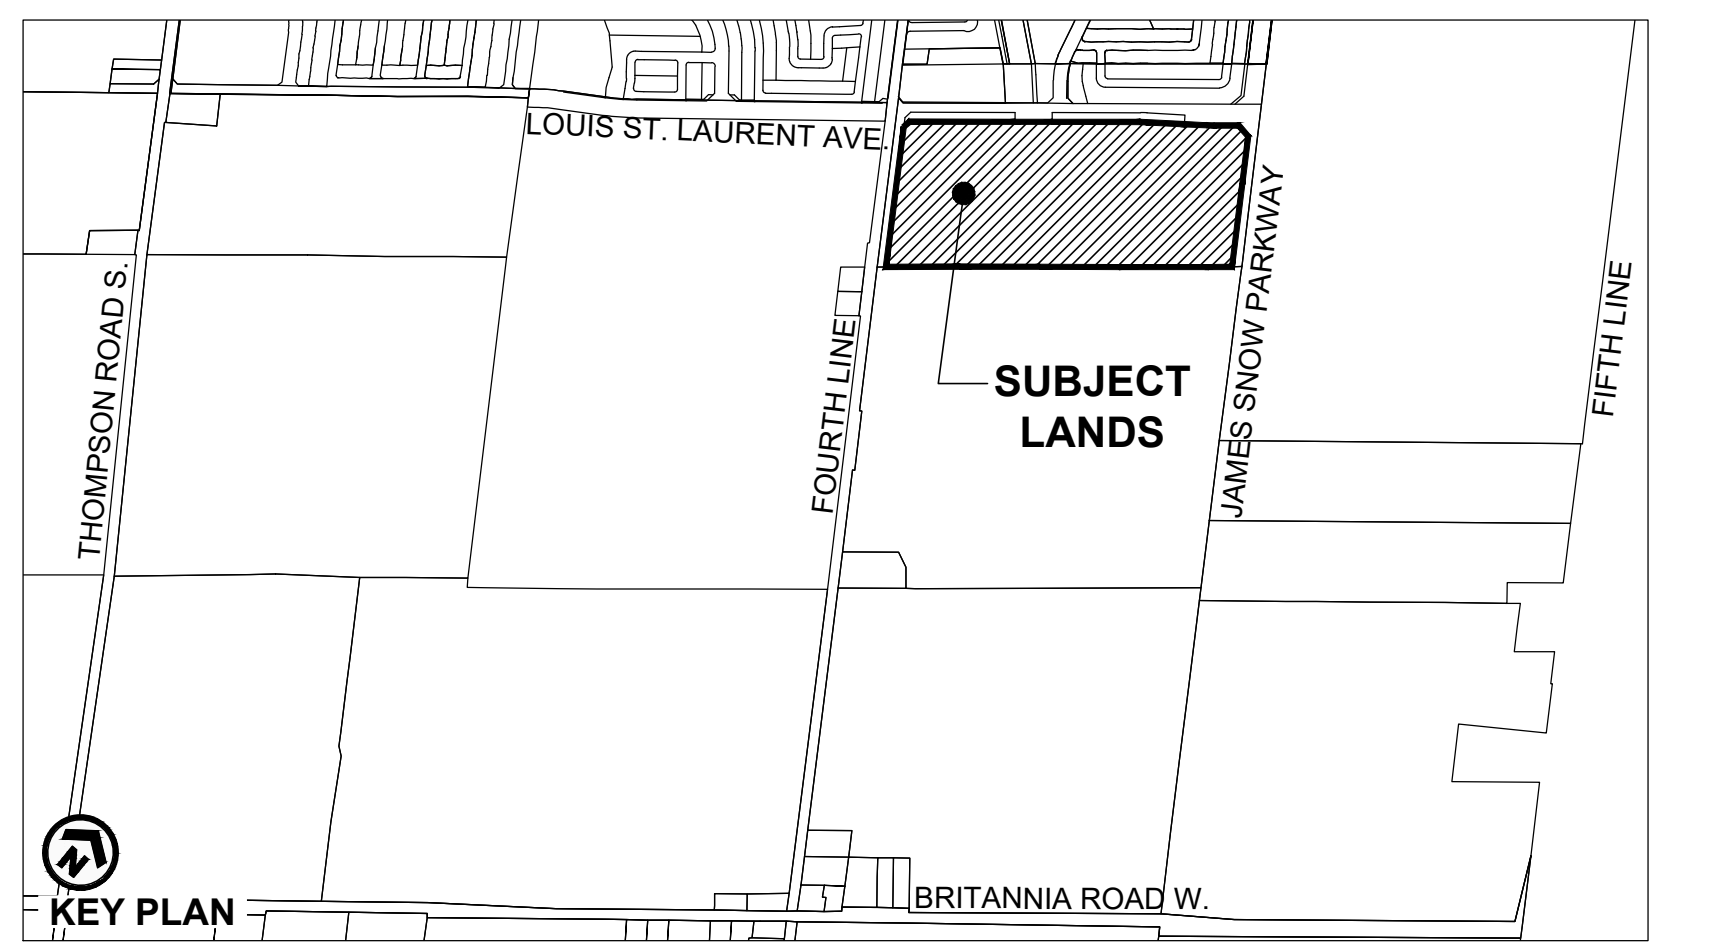 LOUIS ST. LAURENT AVE.
JAMES SNOW PARKWAY
FIFTH LINE
THOMPSON ROAD S.
FOURTH LINE
SUBJECT
LANDS
N
BRITANNIA ROAD W.
KEY PLAN